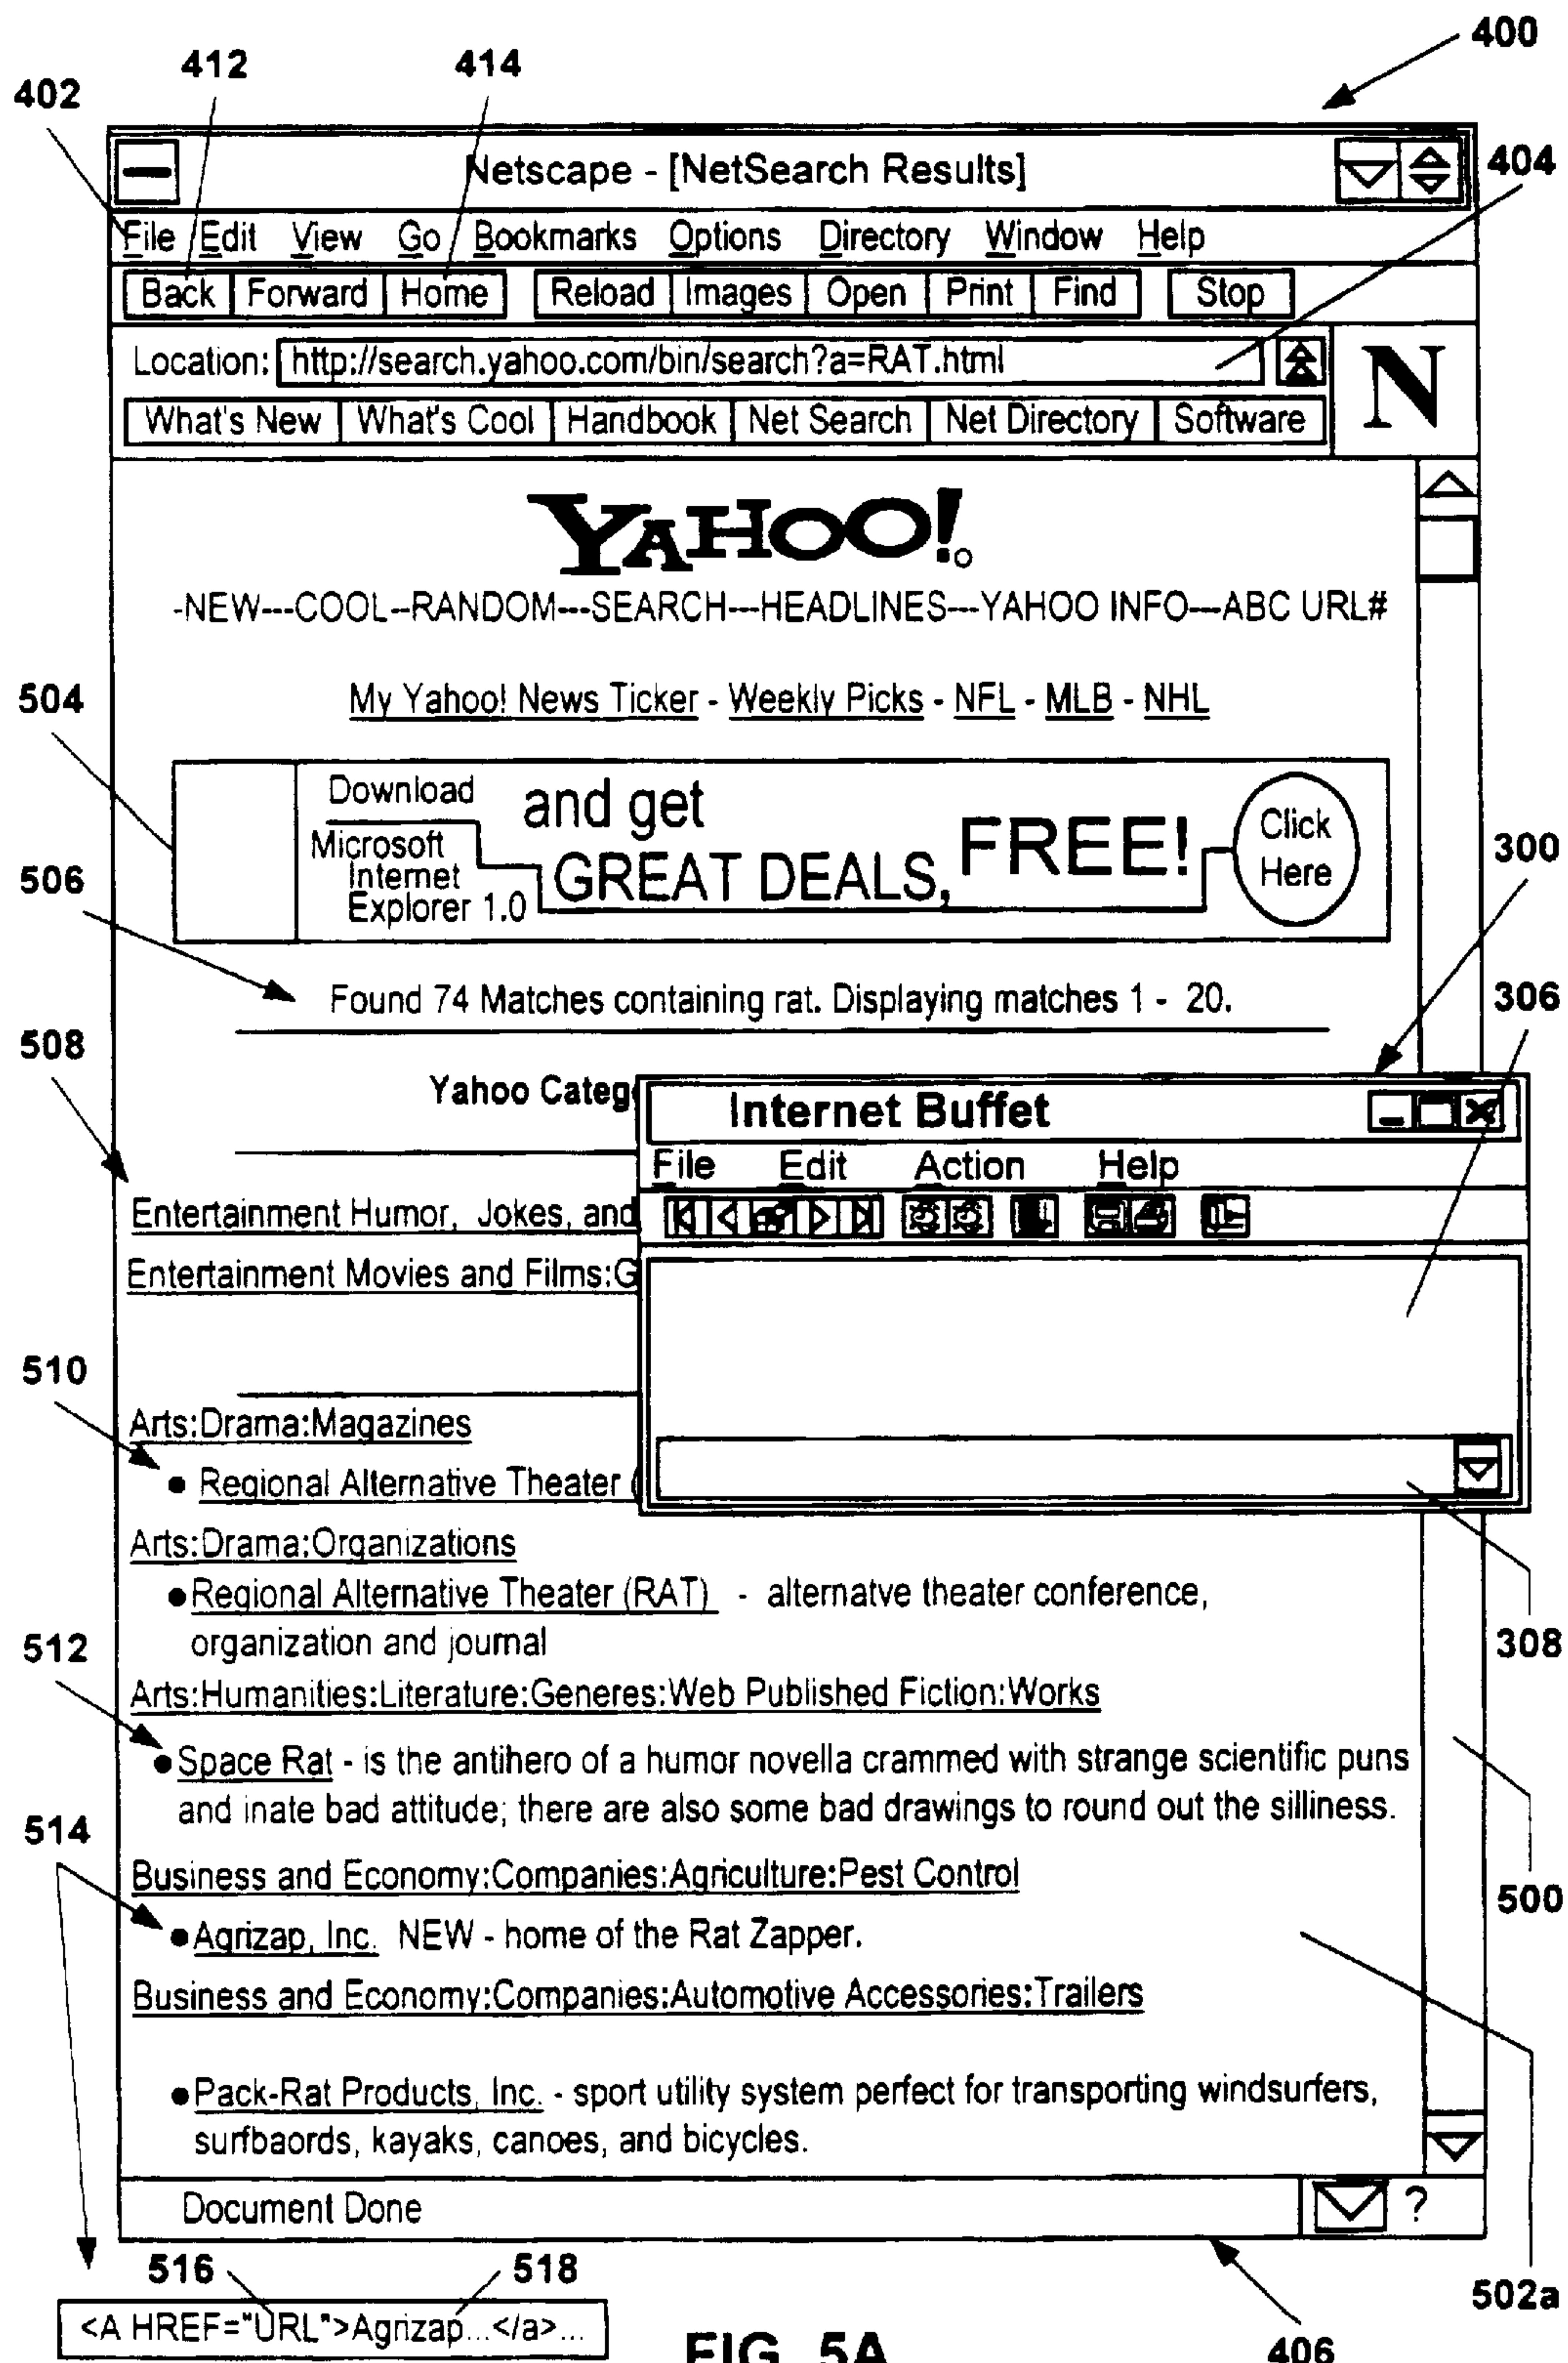 400
412
414
402
Netscape - [NetSearch Results]
404
File Edit View Go Bookmarks Options Directory Window Help
Back Forward Home Reload Images Open Print Find Stop
Location: http://search.yahoo.com/bin/search?a=RAT.html
N
What's New What's Cool Handbook Net Search Net Directory Software
YAHOO!
-NEW---COOL--RANDOM---SEARCH---HEADLINES---YAHOO INFO---ABC URL#
504
My Yahoo! News Ticker - Weekly Picks - NFL - MLB - NHL
Download
Microsoft
Internet
Explorer 1.0
and get
GREAT DEALS,
FREE!
Click
Here
300
506
Found 74 Matches containing rat. Displaying matches 1 - 20.
306
508
Yahoo Categ
Internet Buffet
File Edit Action Help
Entertainment Humor, Jokes, and
Entertainment Movies and Films:G
510
Arts:Drama:Magazines
• Regional Alternative Theater (
Arts:Drama:Organizations
• Regional Alternative Theater (RAT) - alternatve theater conference,
organization and journal
308
512
Arts:Humanities:Literature:Generes:Web Published Fiction:Works
• Space Rat - is the antihero of a humor novella crammed with strange scientific puns
and inate bad attitude; there are also some bad drawings to round out the silliness.
514
Business and Economy:Companies:Agriculture:Pest Control
500
• Agrizap, Inc. NEW - home of the Rat Zapper.
Business and Economy:Companies:Automotive Accessories:Trailers
• Pack-Rat Products, Inc. - sport utility system perfect for transporting windsurfers,
surfbaords, kayaks, canoes, and bicycles.
Document Done ?
516
518
502a
<A HREF="URL">Agrizap...</a>...
FIG. 5A
406